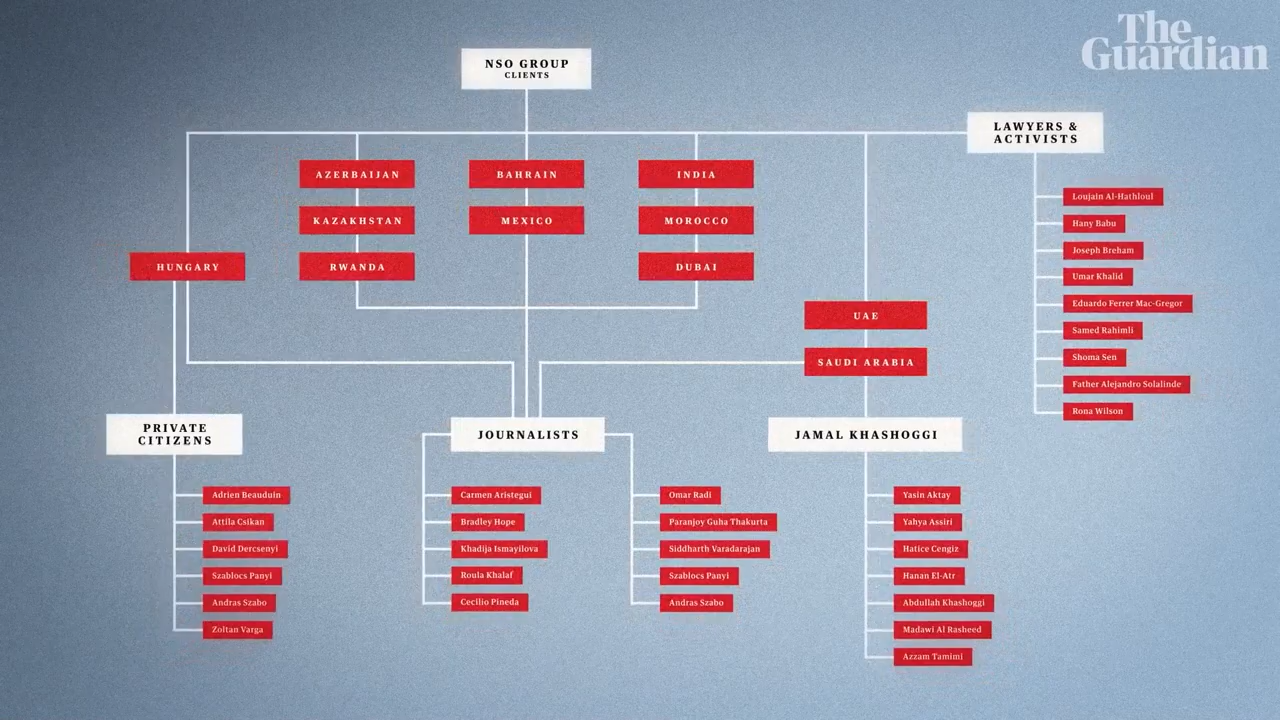 The
Guardian
NSO GROUP
CLIENTS
LAWYERS &
ACTIVISTS
AZERBAIJAN
BAHRAIN
INDIA
KAZAKHSTAN
MEXICO
MOROCCO
HUNGARY
RWANDA
DUBAI
UAE
SAUDI ARABIA
Loujain Al-Hathloul
Hany Babu
Joseph Breham
Umar Khalid
Eduardo Ferrer Mac-Gregor
Samed Rahimli
Shoma Sen
Father Alejandro Solalinde
Rona Wilson
PRIVATE
CITIZENS
Adrien Beauduin
Attila Csikan
David Dercsenyi
Szablocs Panyi
Andras Szabo
Zoltan Varga
JOURNALISTS
Carmen Aristegui
Bradley Hope
Khadija Ismayilova
Roula Khalaf
Cecilio Pineda
Omar Radi
Paranjoy Guha Thakurta
Siddharth Varadarajan
Szablocs Panyi
Andras Szabo
JAMAL KHASHOGGI
Yasin Aktay
Yahya Assiri
Hatice Cengiz
Hanan El-Atr
Abdullah Khashoggi
Madawi Al Rasheed
Azzam Tamimi